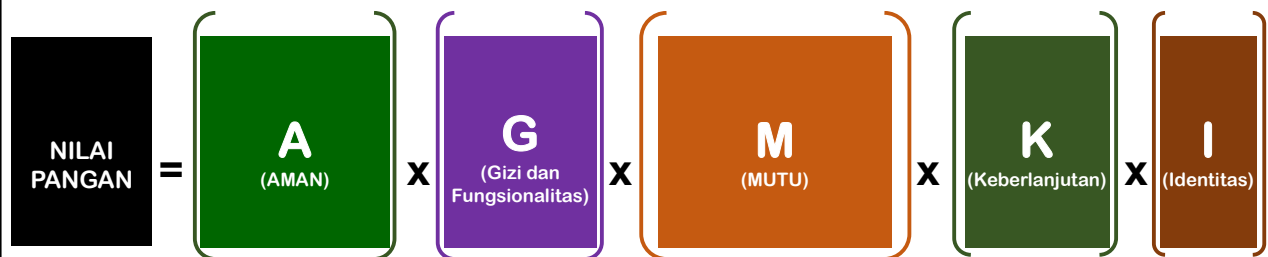 NILAI
PANGAN
=
A
(AMAN)
x
G
(Gizi dan
Fungsionalitas)
x
M
(MUTU)
x
K
(Keberlanjutan)
x
I
(Identitas)